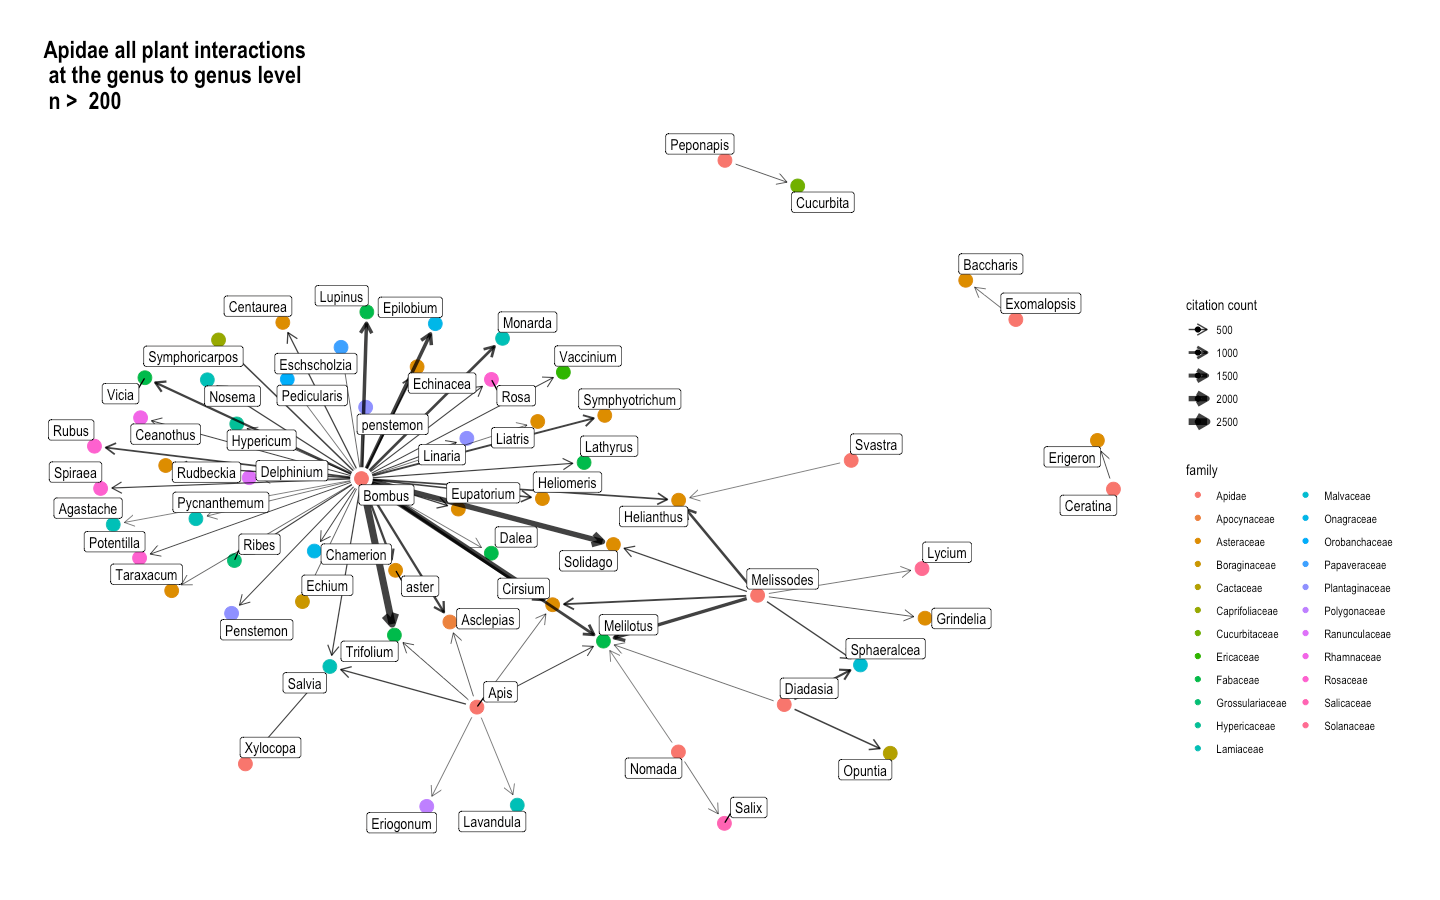 Apidae all plant interactions
at the genus to genus level
n > 200
Peponapis
Cucurbita
Baccharis
Exomalopsis
Lupinus
Centaurea
Epilobium
Monarda
Symphoricarpos
Eschscholzia
Vaccinium
Vicia
Nosema
Pedicularis
Echinacea
Rosa
Symphyotrichum
Rubus
Ceanothus
Hypericum
penstemon
Liatris
Linaria
Lathyrus
Svastra
Erigeron
Spiraea
Rudbeckia
Delphinium
Heliomeris
Bombus
Eupatorium
Agastache
Pycnanthemum
Helianthus
Ceratina
Potentilla
Ribes
Chamerion
Dalea
Solidago
Lycium
Taraxacum
Echium
aster
Cirsium
Melissodes
Penstemon
Asclepias
Melilotus
Grindelia
Trifolium
Sphaeralcea
Salvia
Apis
Diadasia
Xylocopa
Nomada
Opuntia
Eriogonum
Lavandula
Salix
citation count
500
1000
1500
2000
2500
family
Apidae
Apocynaceae
Asteraceae
Boraginaceae
Cactaceae
Caprifoliaceae
Cucurbitaceae
Ericaceae
Fabaceae
Grossulariaceae
Hypericaceae
Lamiaceae
Malvaceae
Onagraceae
Orobanchaceae
Papaveraceae
Plantaginaceae
Polygonaceae
Ranunculaceae
Rhamnaceae
Rosaceae
Salicaceae
Solanaceae